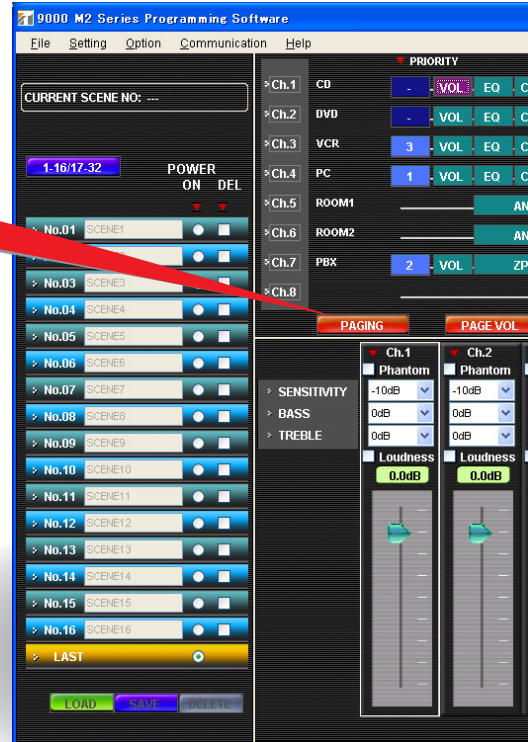 9000 M2 Series Programming Software
File Setting Option Communication Help
CURRENT SCENE NO: ---
1-16/17-32
POWER
ON DEL
No.01 SCENE1
No.03 SCENE3
No.04 SCENE4
No.05 SCENE5
No.06 SCENE6
No.07 SCENE7
No.08 SCENE8
No.09 SCENE9
No.10 SCENE10
No.11 SCENE11
No.12 SCENE12
No.13 SCENE13
No.14 SCENE14
No.15 SCENE15
No.16 SCENE16
LAST
LOAD SAVE DELETE
PRIORITY
Ch.1 CD - VOL EQ C
Ch.2 DVD - VOL EQ C
Ch.3 VCR 3 VOL EQ C
Ch.4 PC 1 VOL EQ C
Ch.5 ROOM1 AN
Ch.6 ROOM2 AN
Ch.7 PBX 2 VOL ZP
Ch.8
PAGING PAGE VOL
Ch.1 Ch.2
Phantom Phantom
SENSITIVITY -10dB -10dB
BASS 0dB 0dB
TREBLE 0dB 0dB
Loudness Loudness
0.0dB 0.0dB